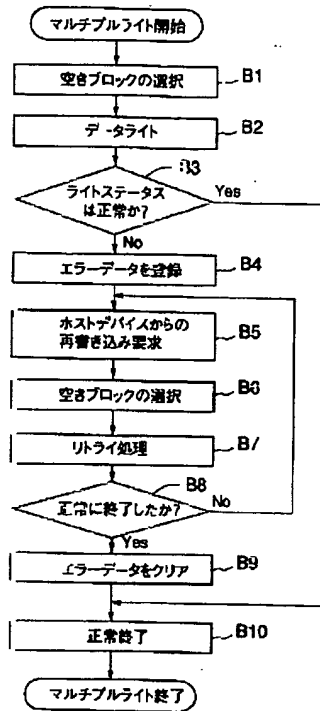 マルチプルライト開始
空きブロックの選択
B1
データライト
B2
B3
ライトステータス
は正常か?
Yes
No
エラーデータを登録
B4
ホストデバイスからの
再書き込み要求
B5
空きブロックの選択
B6
リトライ処理
B7
B8
正常に終了したか?
No
Yes
エラーデータをクリア
B9
正常終了
B10
マルチプルライト終了